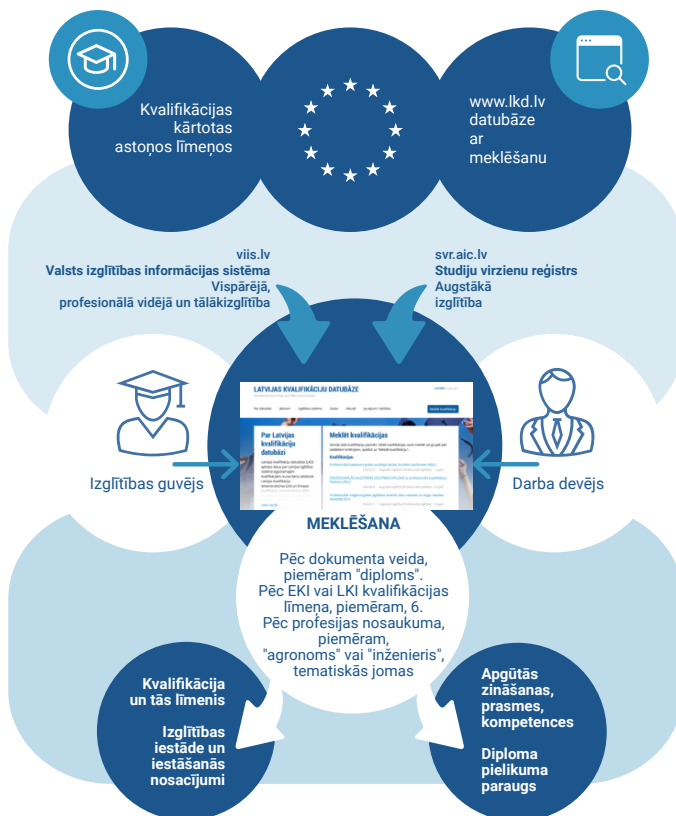 Kvalifikācijas
kārtotas
astoņos līmeņos
www.lkd.lv
datubāze
ar
meklēšanu
viis.lv
Valsts izglītības informācijas sistēma
Vispārējā,
profesionālā vidējā un tālākizglītība
svr.aic.lv
Studiju virzienu reģistrs
Augstākā
izglītība
LATVIJAS KVALIFIKĀCIJU DATUBĀZE
Par Latvijas
kvalifikāciju
datubāzi
Meklēt kvalifikācijas
Kvalifikācijas
Izglītības guvējs
Darba devējs
MEKLĒŠANA
Pēc dokumenta veida,
piemēram "diploms".
Pēc EKI vai LKI kvalifikācijas
līmeņa, piemēram, 6.
Pēc profesijas nosaukuma,
piemēram,
"agronoms" vai "inženieris",
tematiskās jomas
Kvalifikācija
un tās līmenis
Izglītības
iestāde un
iestāšanās
nosacījumi
Apgūtās
zināšanas,
prasmes,
kompetences
Diploma
pielikuma
paraugs